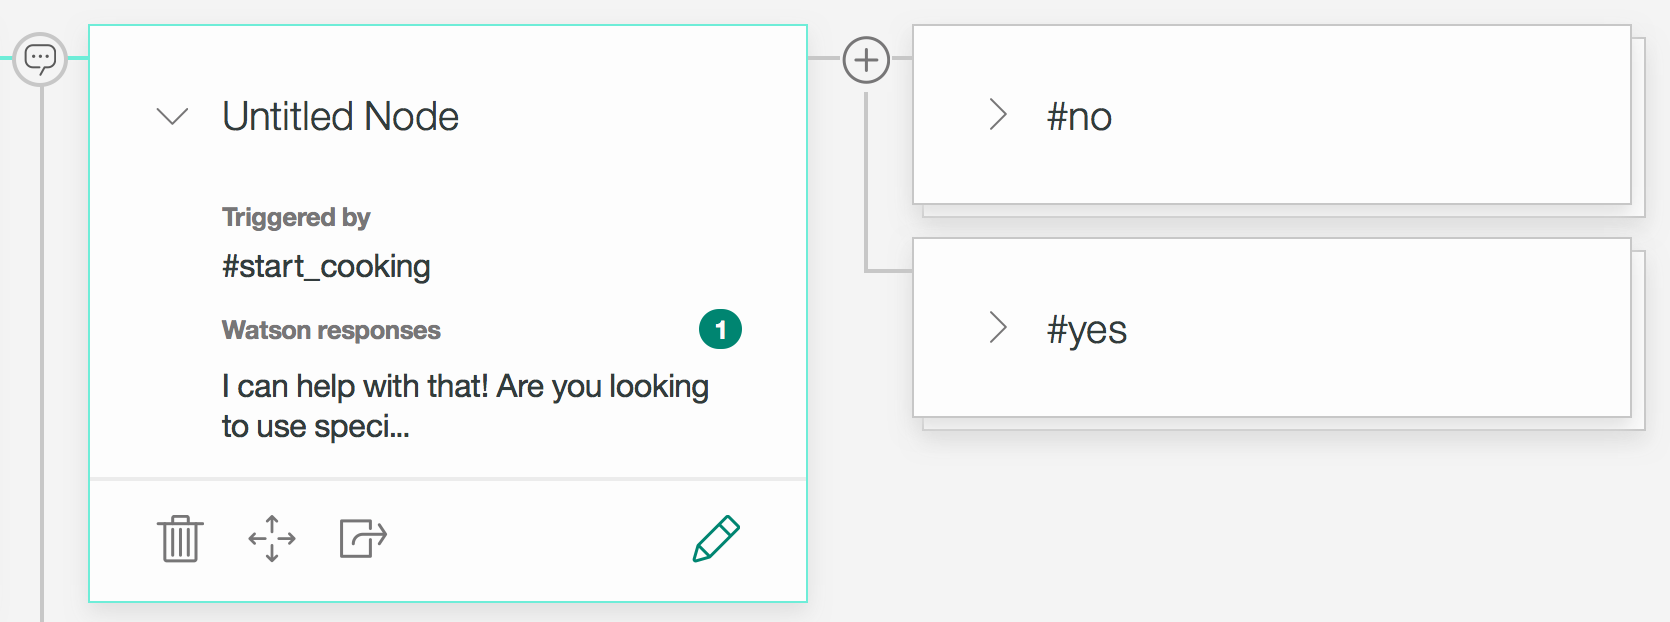 Untitled Node
Triggered by
#start_cooking
Watson responses
1
I can help with that! Are you looking
to use speci...
#no
#yes